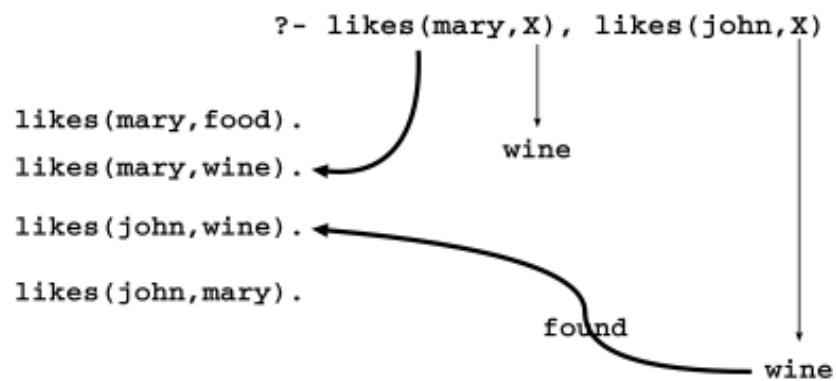 ?- likes(mary,X), likes(john,X)
likes(mary,food).
wine
likes(mary,wine).
likes(john,wine).
likes(john,mary).
found
wine